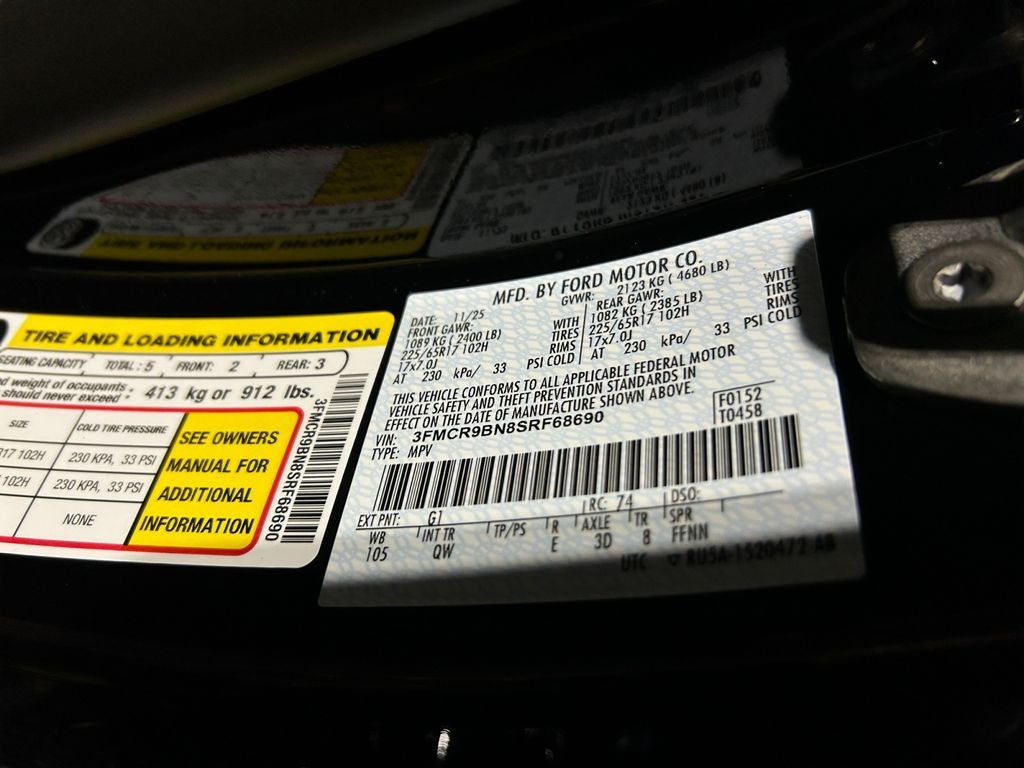 TIRE AND LOADING INFORMATION
SEATING CAPACITY TOTAL : 5 FRONT: 2 REAR: 3
weight of occupants
should never exceed : 413 kg or 912 lbs.
SIZE COLD TIRE PRESSURE
R17 102H 230 KPA, 33 PSI
102H 230 KPA, 33 PSI
NONE
SEE OWNERS
MANUAL FOR
ADDITIONAL
INFORMATION
3FMCR9BN8SRF68690
MFD. BY FORD MOTOR CO.
DATE: 11/25 GVWR: 2123 KG ( 4680 LB)
FRONT GAWR: WITH REAR GAWR: WITH
1089 KG ( 2400 LB) TIRES 1082 KG ( 2385 LB) TIRES
225/65R17 102H RIMS 225/65R17 102H RIMS
17x7.0J 17x7.0J
AT 230 kPa/ 33 PSI COLD AT 230 kPa/ 33 PSI COLD
THIS VEHICLE CONFORMS TO ALL APPLICABLE FEDERAL MOTOR
VEHICLE SAFETY AND THEFT PREVENTION STANDARDS IN
EFFECT ON THE DATE OF MANUFACTURE SHOWN ABOVE.
VIN: 3FMCR9BN8SRF68690
TYPE: MPV
F0152
T0458
EXT PNT: G1 RC: 74 DSO:
WB INT TR TP/PS R AXLE TR SPR
105 QW E 3D 8 FFNN
UTC RU5A-1520472 AB